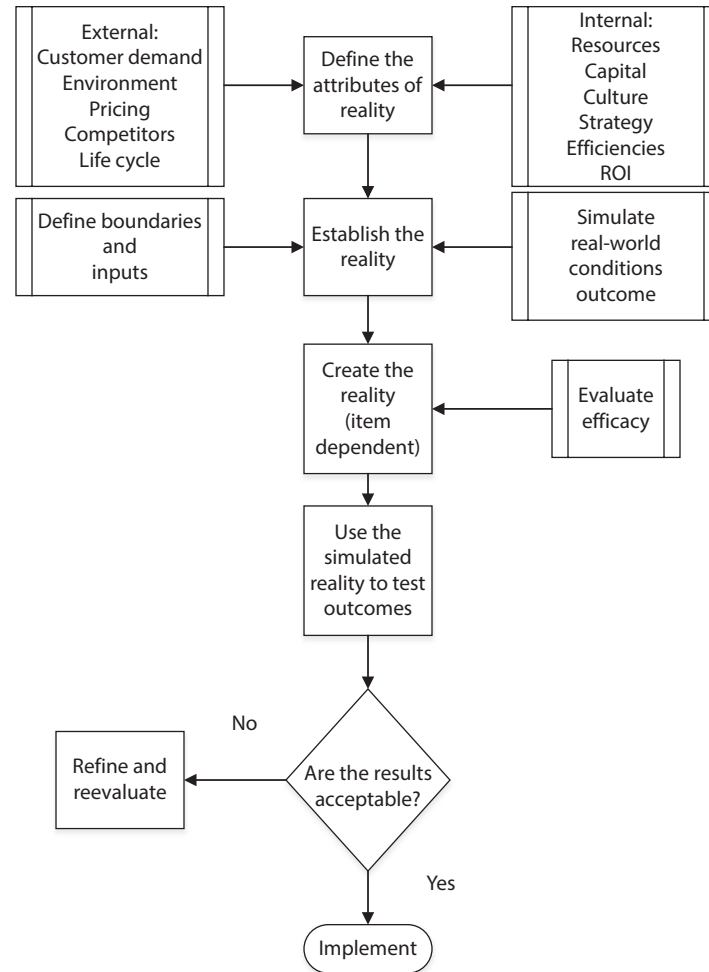 External:
Customer demand
Environment
Pricing
Competitors
Life cycle
Define the
attributes of
reality
Internal:
Resources
Capital
Culture
Strategy
Efficiencies
ROI
Define boundaries
and
inputs
Establish the
reality
Simulate
real-world
conditions
outcome
Create the
reality
(item
dependent)
Evaluate
efficacy
Use the
simulated
reality to test
outcomes
No
Refine and
reevaluate
Are the results
acceptable?
Yes
Implement